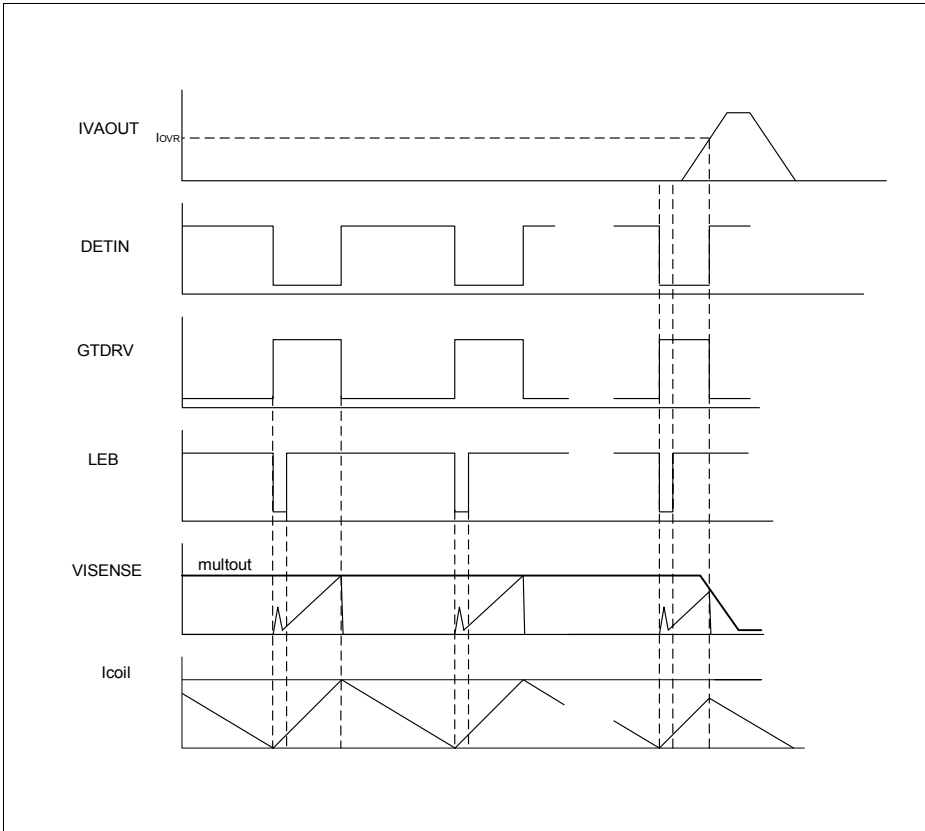 IVAOUT
IOVR
DETIN
GTDRV
LEB
VISENSE
multout
Icoil